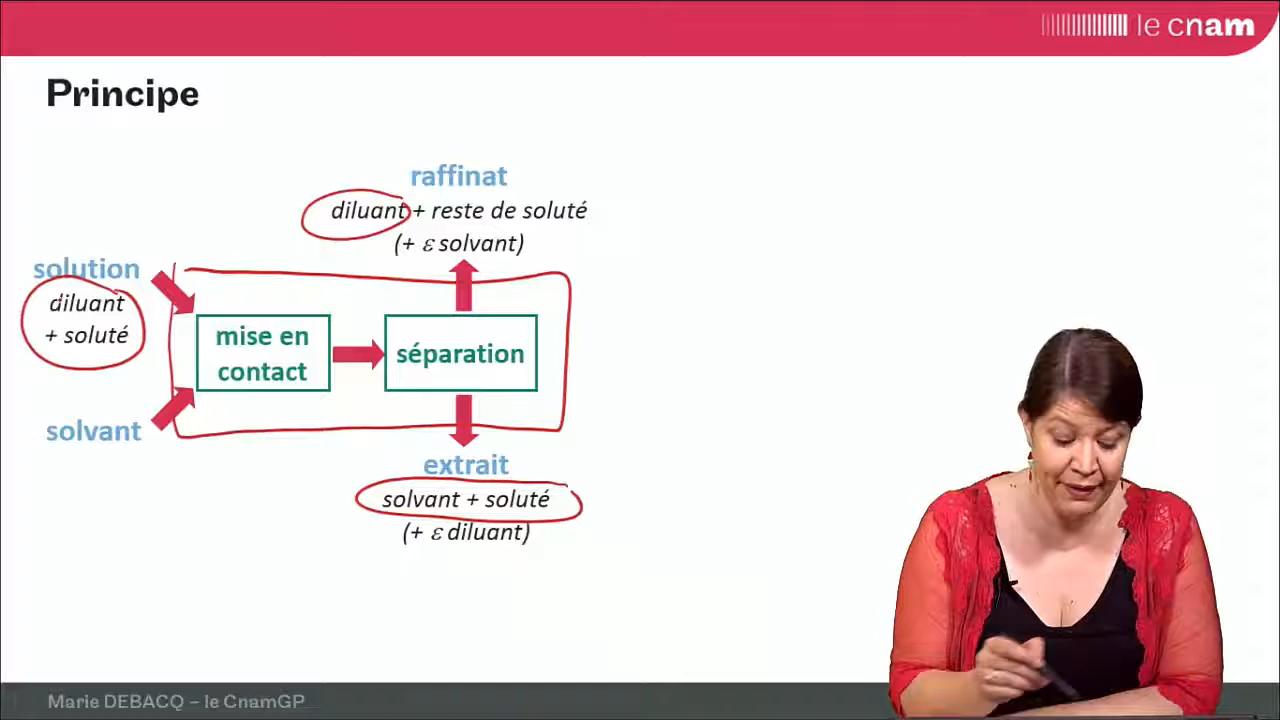 le cnam
Principe
raffinat
diluant + reste de soluté
(+ ε solvant)
solution
diluant
+ soluté
mise en
contact
séparation
solvant
extrait
solvant + soluté
(+ ε diluant)
Marie DEBACQ – le CnamGP